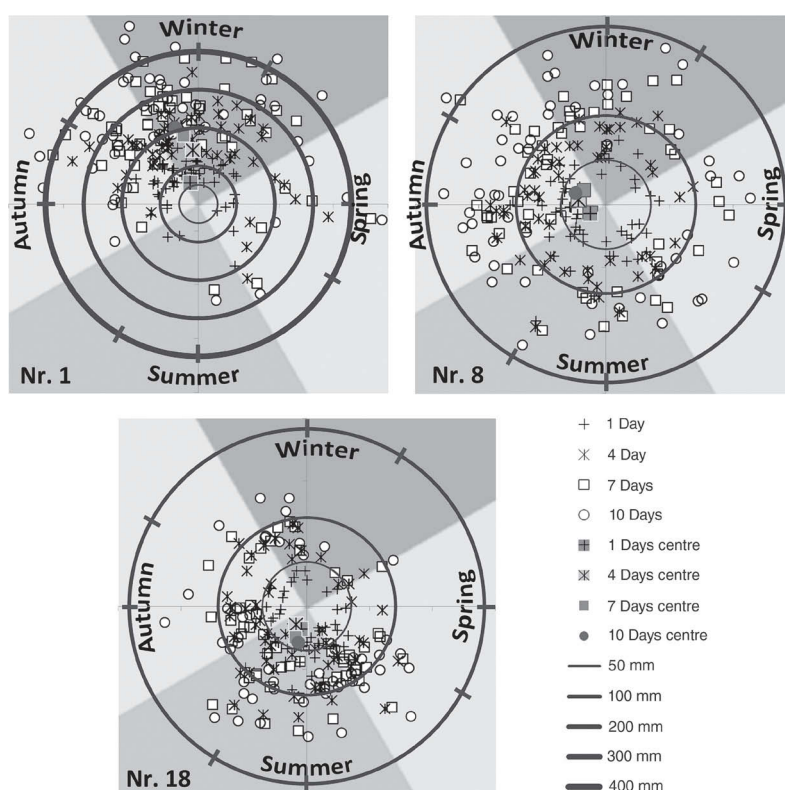 Winter
Autumn
Spring
Summer
Nr. 1
Winter
Autumn
Spring
Summer
Nr. 8
Winter
Autumn
Spring
Summer
Nr. 18
1 Day
4 Day
7 Days
10 Days
1 Days centre
4 Days centre
7 Days centre
10 Days centre
50 mm
100 mm
200 mm
300 mm
400 mm